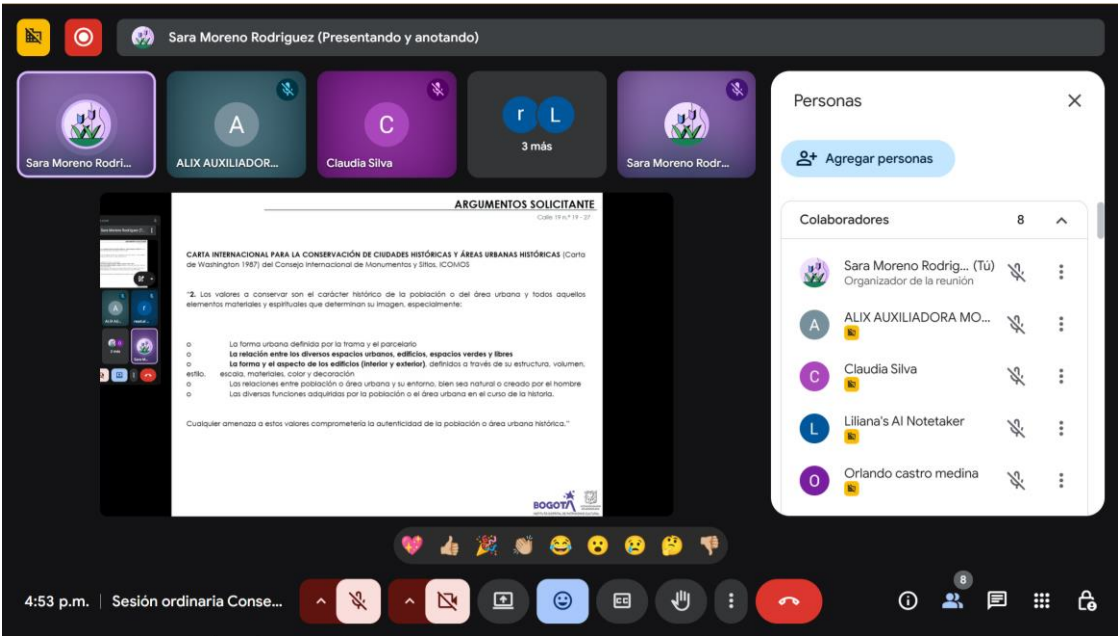 Sara Moreno Rodriguez (Presentando y anotando)
Sara Moreno Rodri...
A
ALIX AUXILIADOR...
C
Claudia Silva
r L
3 más
Sara Moreno Rodr...
ARGUMENTOS SOLICITANTE
Calle 19 n.º 19 - 27
CARTA INTERNACIONAL PARA LA CONSERVACIÓN DE CIUDADES HISTÓRICAS Y ÁREAS URBANAS HISTÓRICAS (Carta
de Washington 1987) del Consejo Internacional de Monumentos y Sitios, ICOMOS
"2. Los valores a conservar son el carácter histórico de la población o del área urbana y todos aquellos
elementos materiales y espirituales que determinan su imagen, especialmente:
o La forma urbana definida por la trama y el parcelario
o La relación entre los diversos espacios urbanos, edificios, espacios verdes y libres
o La forma y el aspecto de los edificios (interior y exterior), definidos a través de su estructura, volumen,
estilo, escala, materiales, color y decoración
o Las relaciones entre población o área urbana y su entorno, bien sea natural o creado por el hombre
o Las diversas funciones adquiridas por la población o el área urbana en el curso de la historia.
Cualquier amenaza a estos valores comprometería la autenticidad de la población o área urbana histórica."
BOGOTÁ
Personas
Agregar personas
Colaboradores 8
Sara Moreno Rodrig... (Tú)
Organizador de la reunión
A
ALIX AUXILIADORA MO...
C
Claudia Silva
L
Liliana's AI Notetaker
O
Orlando castro medina
4:53 p.m. | Sesión ordinaria Conse...
CC
8